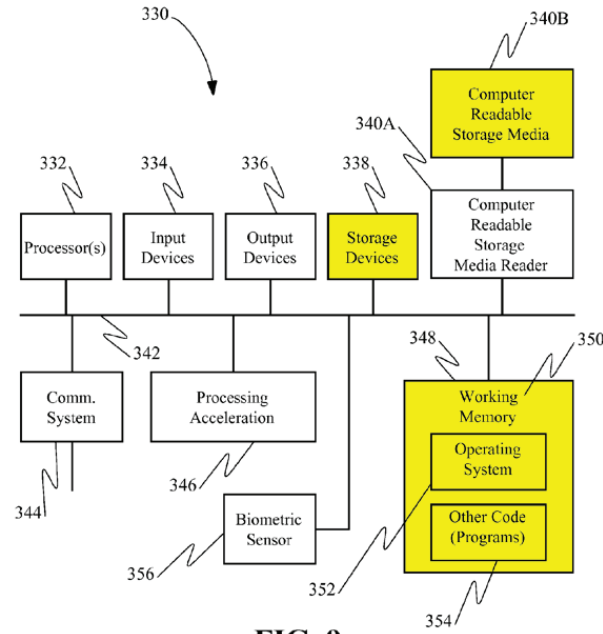 330
340B
Computer
Readable
Storage Media
340A
332
334
336
338
Processor(s)
Input
Devices
Output
Devices
Storage
Devices
Computer
Readable
Storage
Media Reader
342
348
350
Comm.
System
Processing
Acceleration
Working
Memory
Operating
System
Other Code
(Programs)
344
346
Biometric
Sensor
356
352
354
FIG. 9